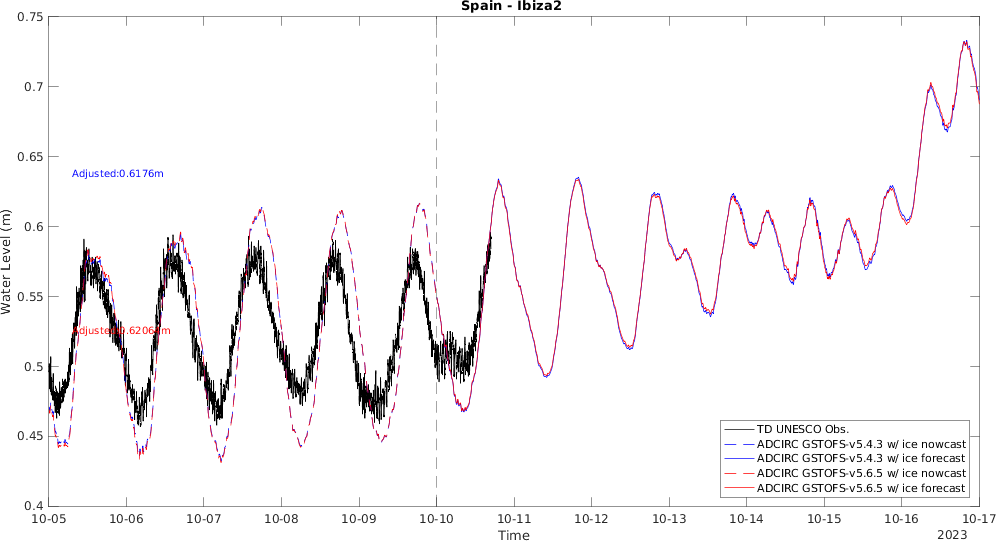 Spain - Ibiza2
0.75
0.7
0.65
0.6
0.55
0.5
0.45
0.4
Water Level (m)
Adjusted:0.6176m
TD UNESCO Obs.
ADCIRC GSTOFS-v5.4.3 w/ ice nowcast
ADCIRC GSTOFS-v5.4.3 w/ ice forecast
ADCIRC GSTOFS-v5.6.5 w/ ice nowcast
ADCIRC GSTOFS-v5.6.5 w/ ice forecast
10-05 10-06 10-07 10-08 10-09 10-10 10-11 10-12 10-13 10-14 10-15 10-16 10-17
Time
2023